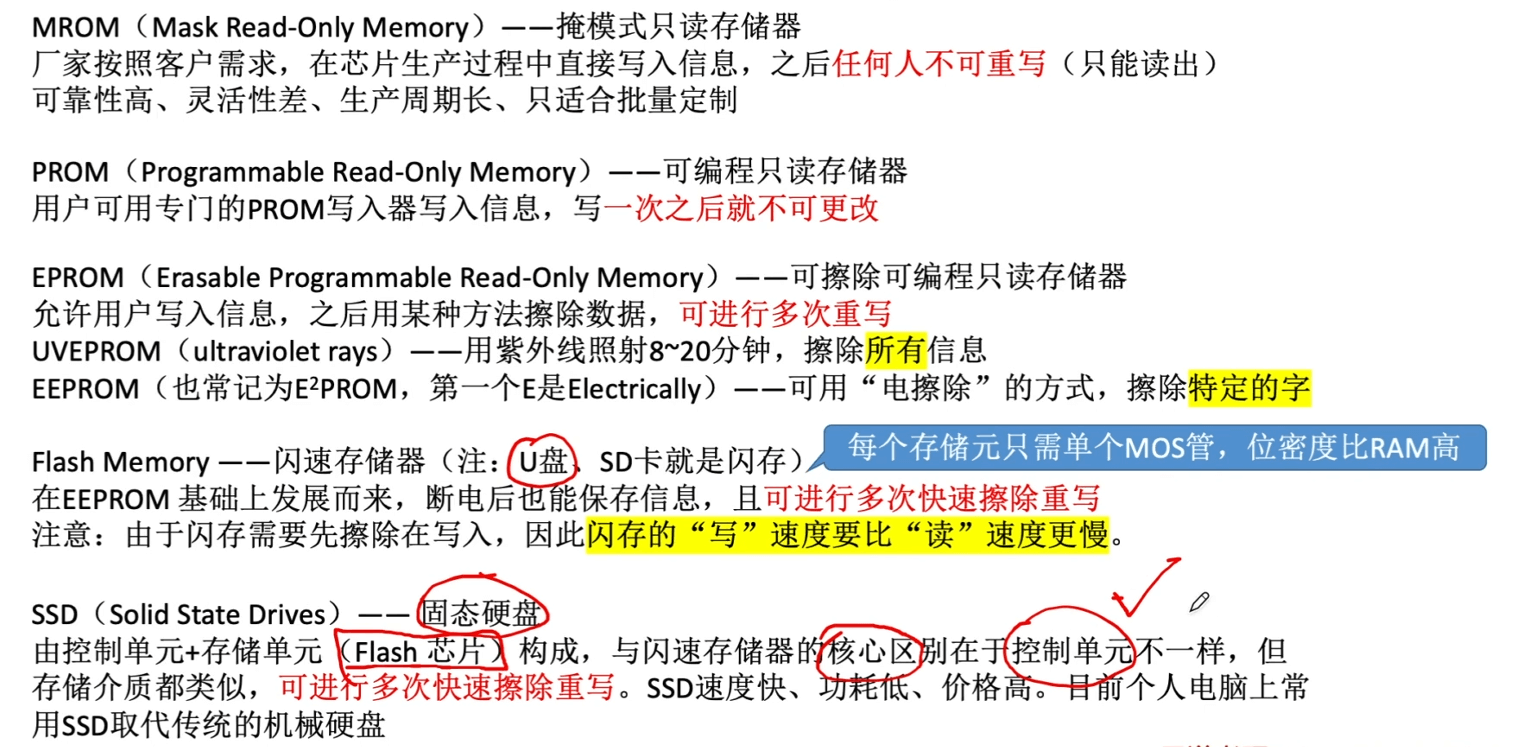 MROM（Mask Read-Only Memory）——掩模式只读存储器
厂家按照客户需求，在芯片生产过程中直接写入信息，之后任何人不可重写（只能读出）
可靠性高、灵活性差、生产周期长、只适合批量定制
PROM（Programmable Read-Only Memory）——可编程只读存储器
用户可用专门的PROM写入器写入信息，写一次之后就不可更改
EPROM（Erasable Programmable Read-Only Memory）——可擦除可编程只读存储器
允许用户写入信息，之后用某种方法擦除数据，可进行多次重写
UVEPROM（ultraviolet rays）——用紫外线照射8~20分钟，擦除所有信息
EEPROM（也常记为E²PROM，第一个E是Electrically）——可用“电擦除”的方式，擦除特定的字
每个存储元只需单个MOS管，位密度比RAM高
Flash Memory ——闪速存储器（注：U盘、SD卡就是闪存）
在EEPROM 基础上发展而来，断电后也能保存信息，且可进行多次快速擦除重写
注意：由于闪存需要先擦除在写入，因此闪存的“写”速度要比“读”速度更慢。
SSD（Solid State Drives）—— 固态硬盘
由控制单元+存储单元（Flash 芯片）构成，与闪速存储器的核心区别在于控制单元不一样，但
存储介质都类似，可进行多次快速擦除重写。SSD速度快、功耗低、价格高。目前个人电脑上常
用SSD取代传统的机械硬盘